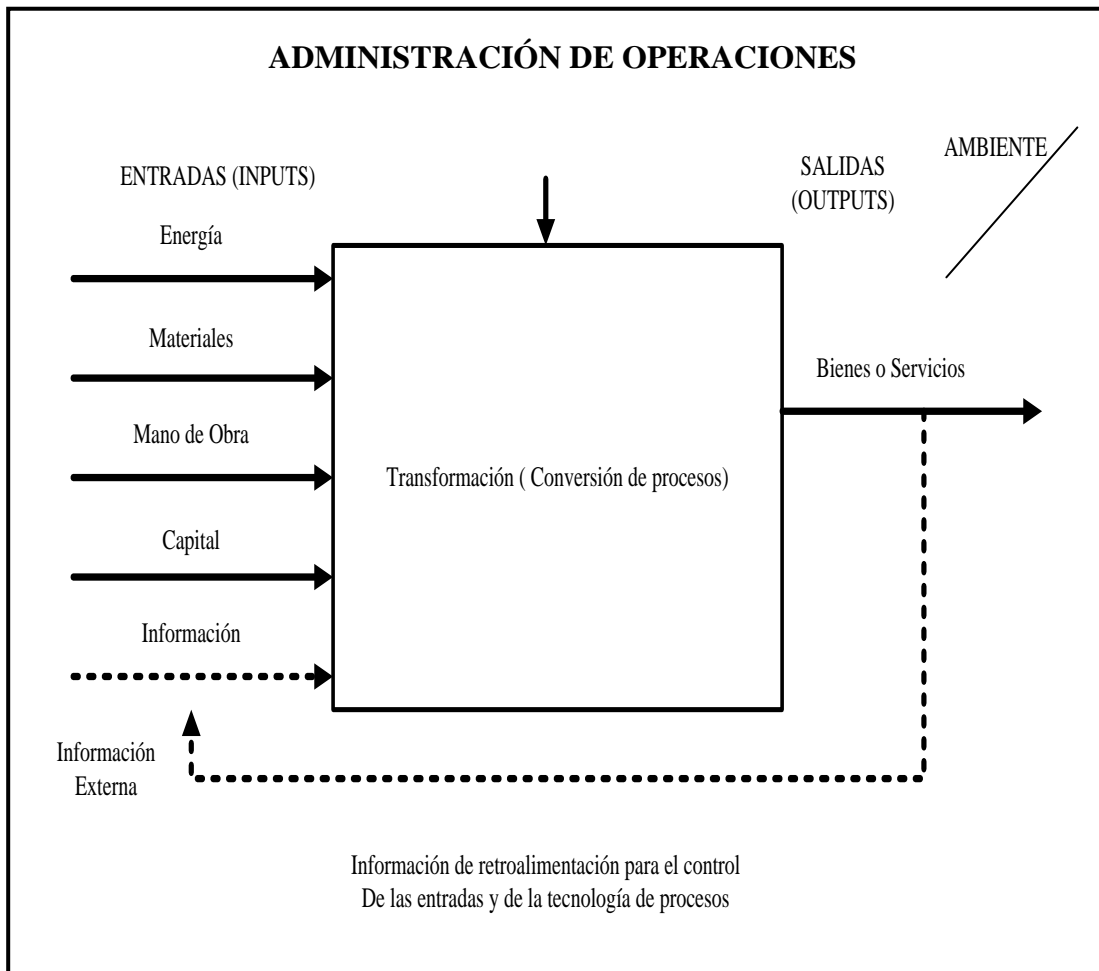 ADMINISTRACIÓN DE OPERACIONES
AMBIENTE
ENTRADAS (INPUTS)
SALIDAS
(OUTPUTS)
Energía
Materiales
Bienes o Servicios
Mano de Obra
Transformación ( Conversión de procesos)
Capital
Información
Información
Externa
Información de retroalimentación para el control
De las entradas y de la tecnología de procesos